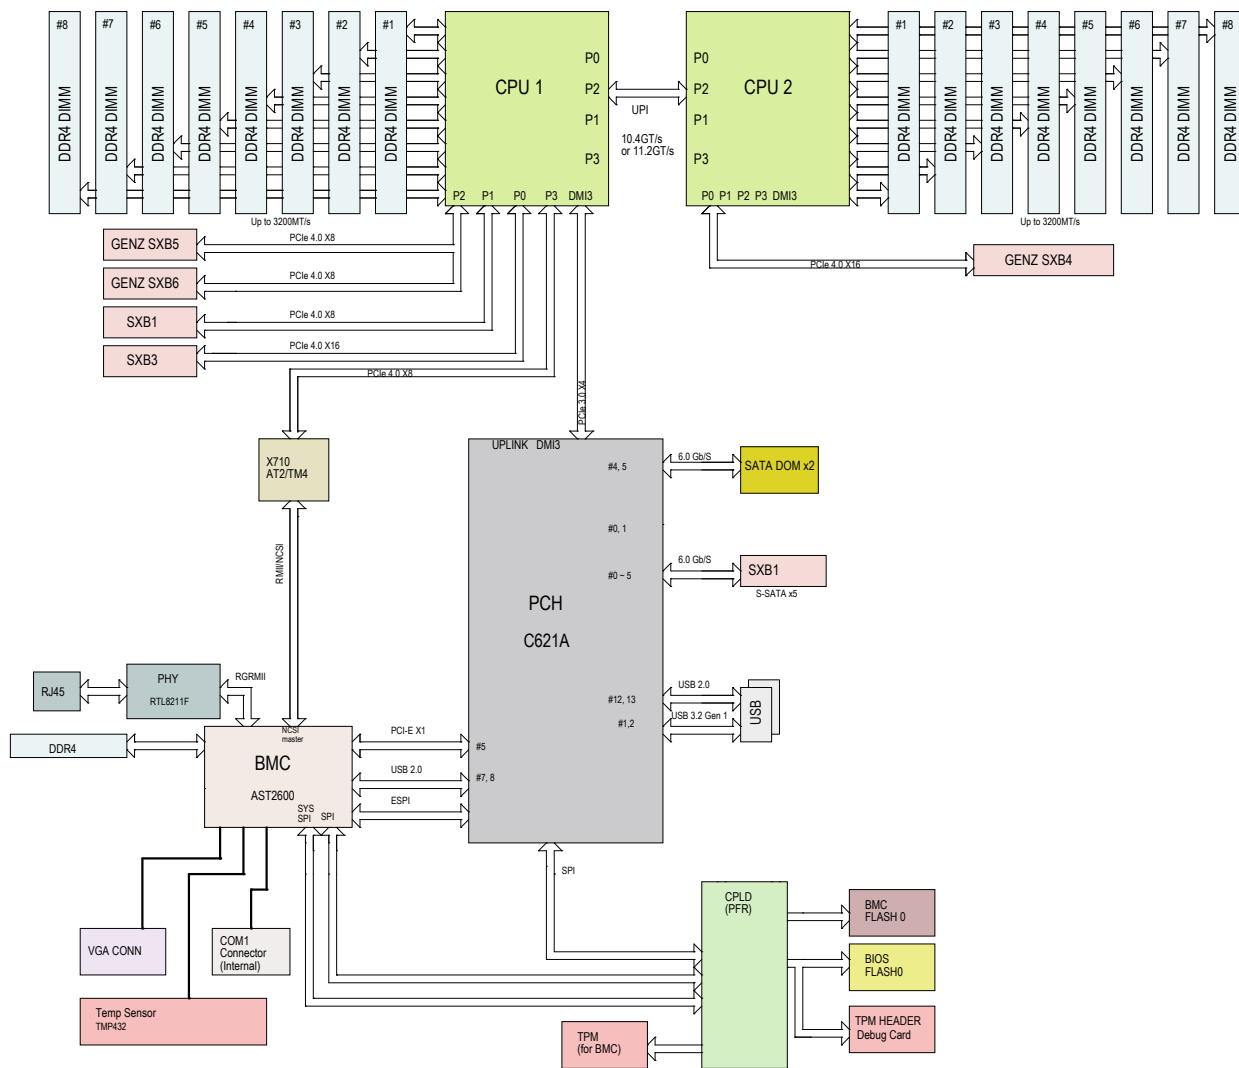 #8 #7 #6 #5 #4 #3 #2 #1
DDR4 DIMM DDR4 DIMM DDR4 DIMM DDR4 DIMM DDR4 DIMM DDR4 DIMM DDR4 DIMM DDR4 DIMM
Up to 3200MT/s
CPU 1
P0
P2
P1
P3
P2 P1 P0 P3 DMI3
UPI
10.4GT/s
or 11.2GT/s
CPU 2
P0
P2
P1
P3
P0 P1 P2 P3 DMI3
#1 #2 #3 #4 #5 #6 #7 #8
DDR4 DIMM DDR4 DIMM DDR4 DIMM DDR4 DIMM DDR4 DIMM DDR4 DIMM DDR4 DIMM DDR4 DIMM
Up to 3200MT/s
GENZ SXB5
PCIe 4.0 X8
GENZ SXB6
PCIe 4.0 X8
SXB1
PCIe 4.0 X8
SXB3
PCIe 4.0 X16
PCIe 4.0 X8
PCIe 3.0 X4
PCIe 4.0 X16
GENZ SXB4
X710
AT2/TM4
RMII/NCSI
UPLINK DMI3
#4, 5
#0, 1
#0 ~ 5
PCH
C621A
#12, 13
#1,2
#5
#7, 8
6.0 Gb/S
SATA DOM x2
6.0 Gb/S
SXB1
S-SATA x5
USB 2.0
USB 3.2 Gen 1
USB
RJ45
PHY
RTL8211F
RGRMII
DDR4
NCSI
master
BMC
AST2600
SYS
SPI
SPI
PCI-E X1
USB 2.0
ESPI
SPI
VGA CONN
COM1
Connector
(Internal)
Temp Sensor
TMP432
CPLD
(PFR)
BMC
FLASH 0
BIOS
FLASH0
TPM HEADER
Debug Card
TPM
(for BMC)